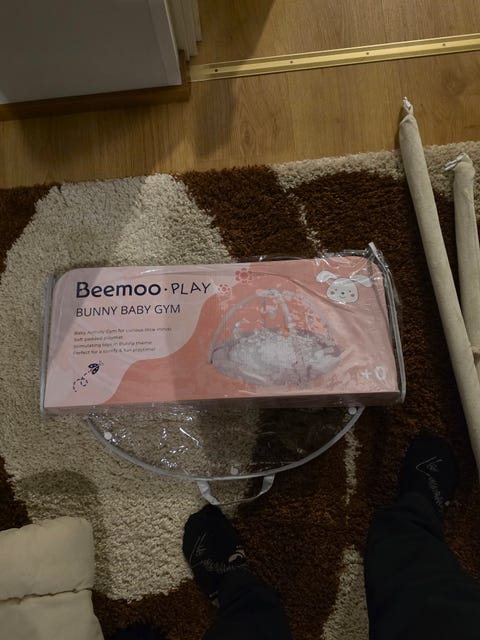 Beemoo · PLAY
BUNNY BABY GYM
Baby Activity Gym for curious little minds
Soft padded playmat
Stimulating toys in Bunny theme
Perfect for a comfy & fun playtime!
+0